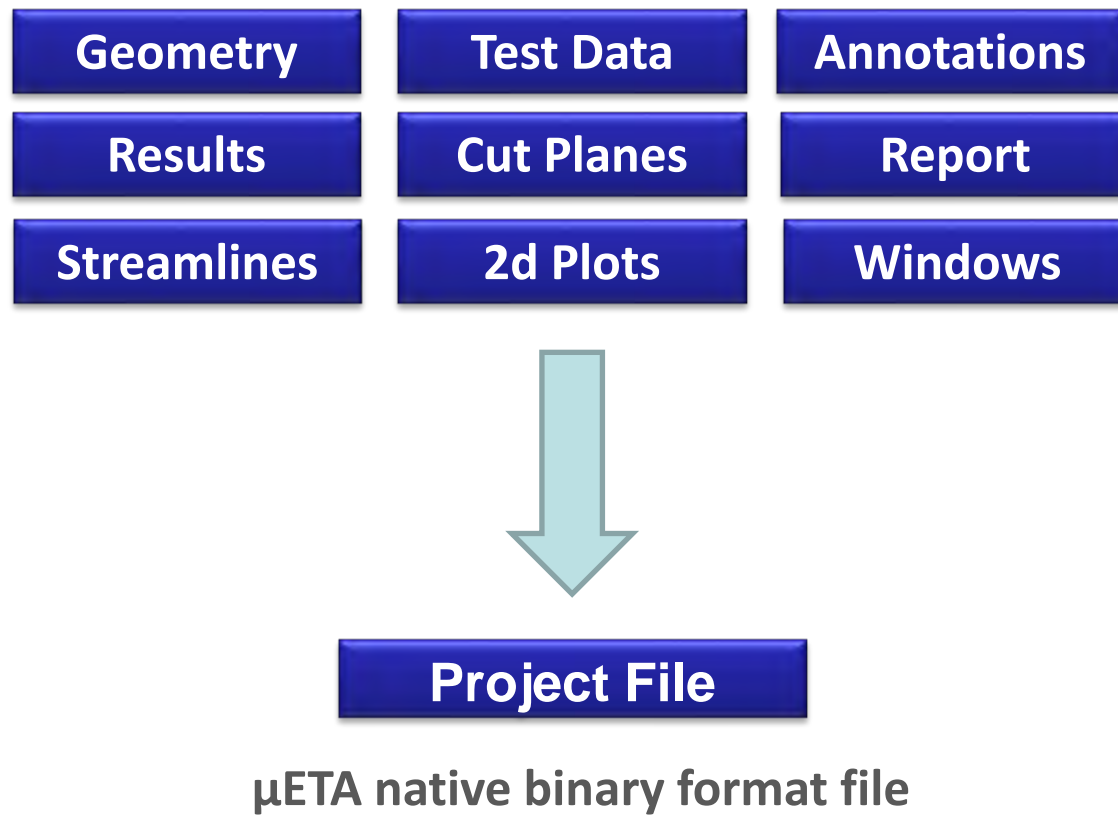 Geometry Test Data Annotations
Results Cut Planes Report
Streamlines 2d Plots Windows
Project File
µETA native binary format file